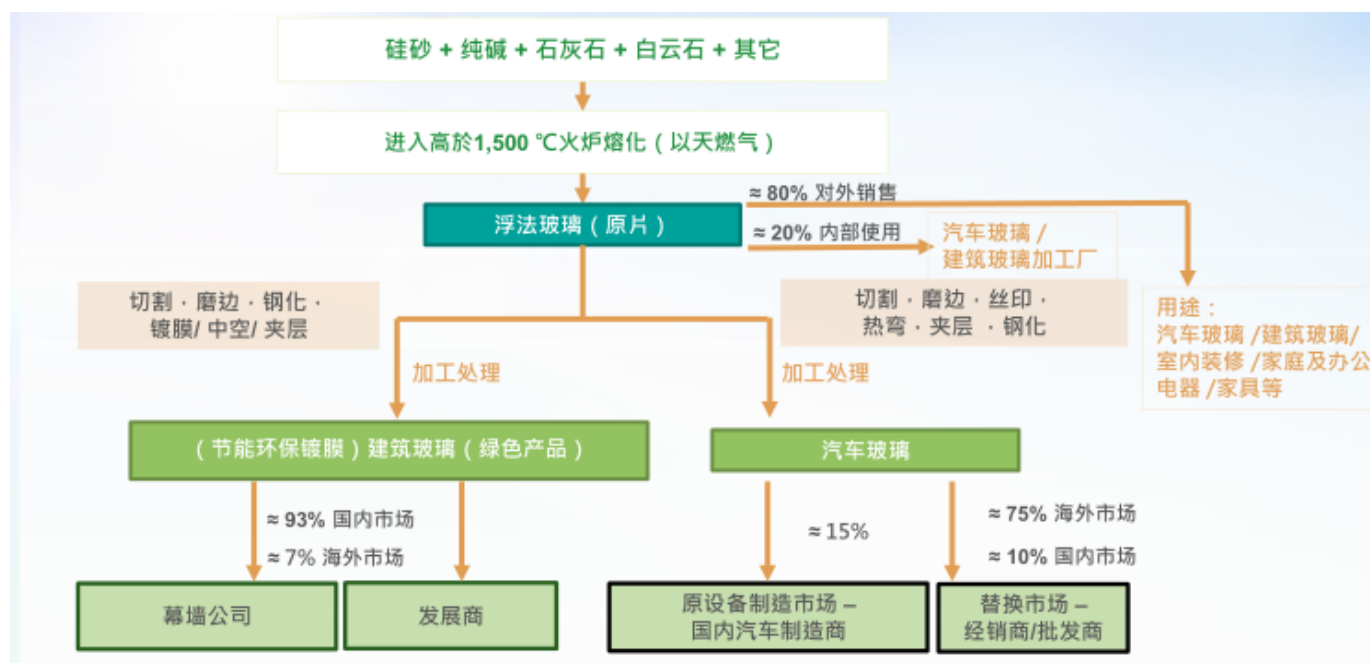 硅砂 + 纯碱 + 石灰石 + 白云石 + 其它
进入高於1,500 ℃火炉熔化（以天燃气）
≈ 80% 对外销售
浮法玻璃（原片）
≈ 20% 内部使用
汽车玻璃 /
建筑玻璃加工厂
切割 · 磨边 · 钢化 ·
镀膜/ 中空/ 夹层
切割 · 磨边 · 丝印 ·
热弯 · 夹层 · 钢化
用途：
汽车玻璃 /建筑玻璃/
室内装修 /家庭及办公
电器 /家具等
加工处理
加工处理
（节能环保镀膜）建筑玻璃（绿色产品）
汽车玻璃
≈ 93% 国内市场
≈ 7% 海外市场
≈ 15%
≈ 75% 海外市场
≈ 10% 国内市场
幕墙公司
发展商
原设备制造市场 –
国内汽车制造商
替换市场 –
经销商/批发商